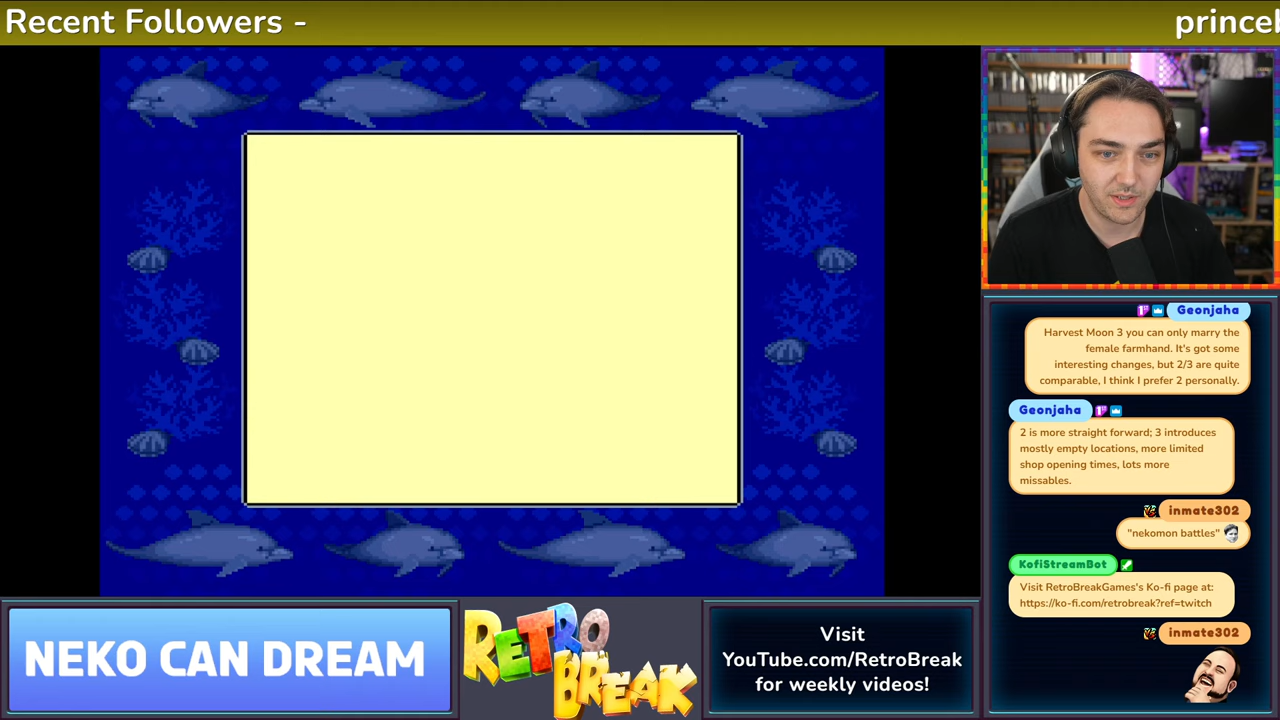 Recent Followers -
princel
Geonjaha
Harvest Moon 3 you can only marry the
female farmhand. It's got some
interesting changes, but 2/3 are quite
comparable, I think I prefer 2 personally.
Geonjaha
2 is more straight forward; 3 introduces
mostly empty locations, more limited
shop opening times, lots more
missables.
inmate302
"nekomon battles"
KofiStreamBot
Visit RetroBreakGames's Ko-fi page at:
https://ko-fi.com/retrobreak?ref=twitch
inmate302
NEKO CAN DREAM
RETRO
BREAK
Visit
YouTube.com/RetroBreak
for weekly videos!